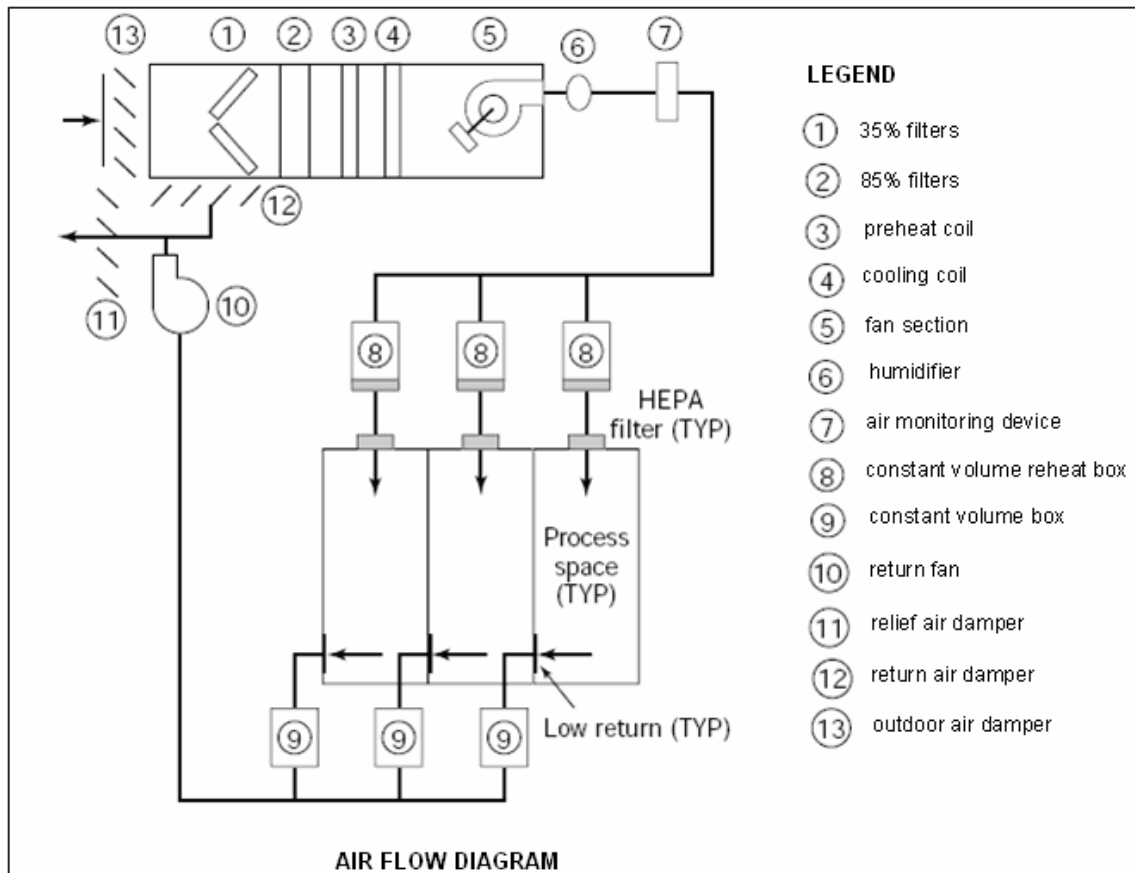 13
1
2
3
4
5
6
7
12
11
10
8
8
8
HEPA
filter (TYP)
Process
space
(TYP)
Low return (TYP)
9
9
9
AIR FLOW DIAGRAM
LEGEND
1 35% filters
2 85% filters
3 preheat coil
4 cooling coil
5 fan section
6 humidifier
7 air monitoring device
8 constant volume reheat box
9 constant volume box
10 return fan
11 relief air damper
12 return air damper
13 outdoor air damper